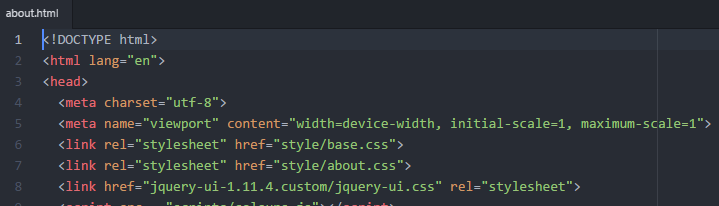 about.html
1 <!DOCTYPE html>
2 <html lang="en">
3 <head>
4 <meta charset="utf-8">
5 <meta name="viewport" content="width=device-width, initial-scale=1, maximum-scale=1">
6 <link rel="stylesheet" href="style/base.css">
7 <link rel="stylesheet" href="style/about.css">
8 <link href="jquery-ui-1.11.4.custom/jquery-ui.css" rel="stylesheet">